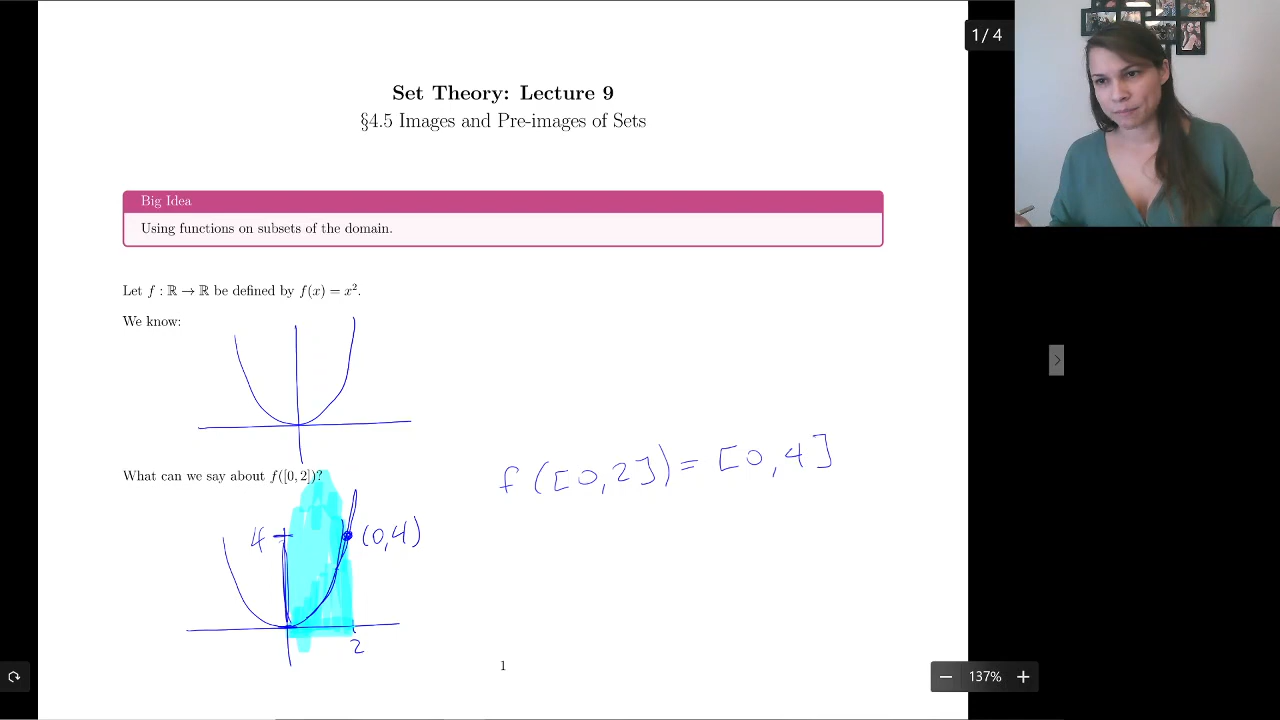 1 / 4
Set Theory: Lecture 9
§4.5 Images and Pre-images of Sets
Big Idea
Using functions on subsets of the domain.
Let f : ℝ → ℝ be defined by f(x) = x².
We know:
What can we say about f([0, 2])?
f([0,2]) = [0,4]
4
(0,4)
2
1
137%